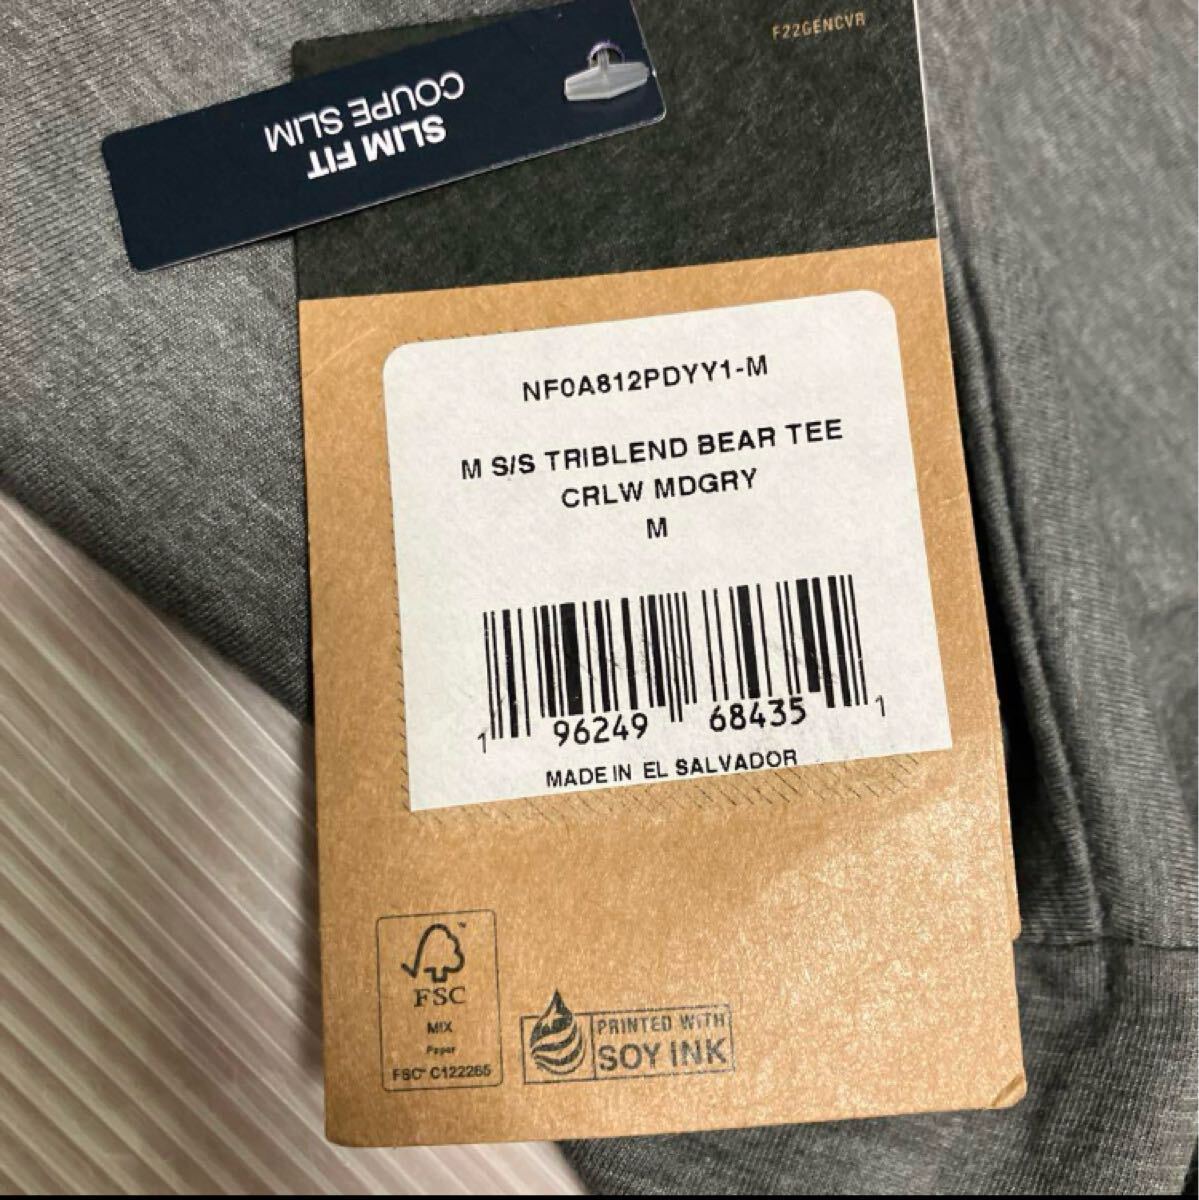 F22GENCVR
SLIM FIT
COUPE SLIM
NF0A812PDYY1-M
M S/S TRIBLEND BEAR TEE
CRLW MDGRY
M
1 96249 68435 1
MADE IN EL SALVADOR
FSC
MIX
Paper
FSC® C122265
PRINTED WITH
SOY INK